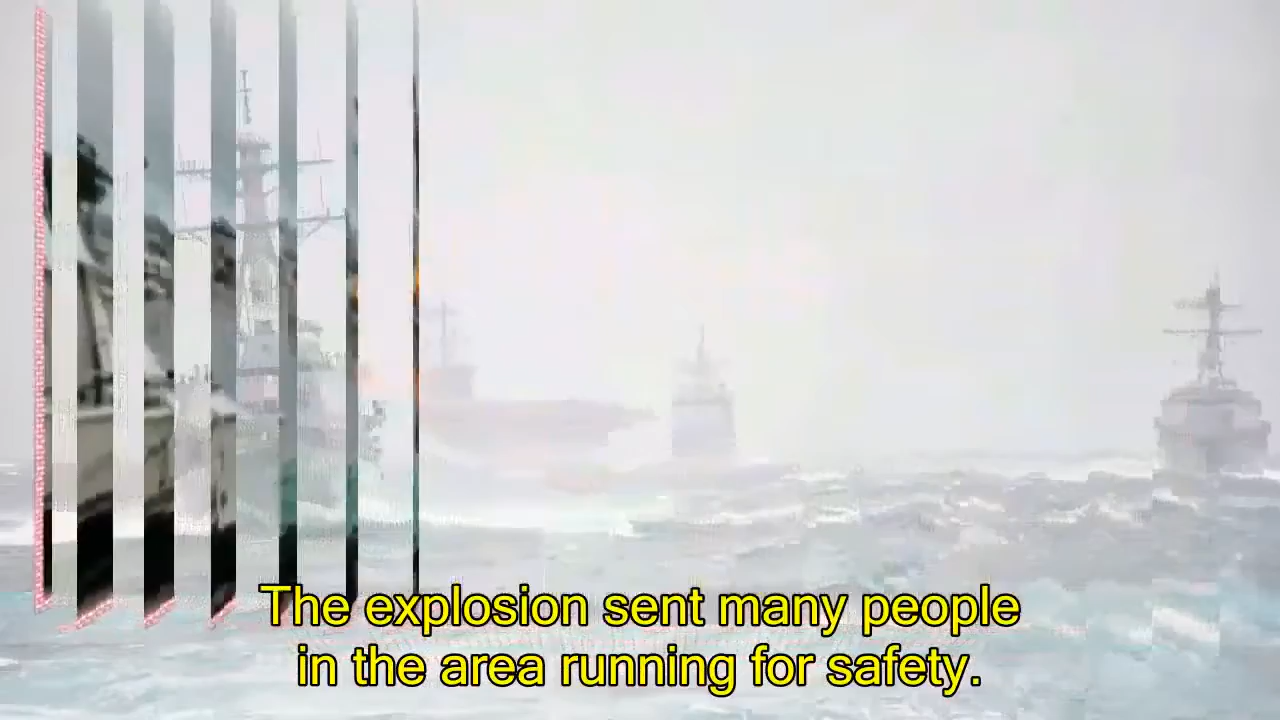 The explosion sent many people
in the area running for safety.